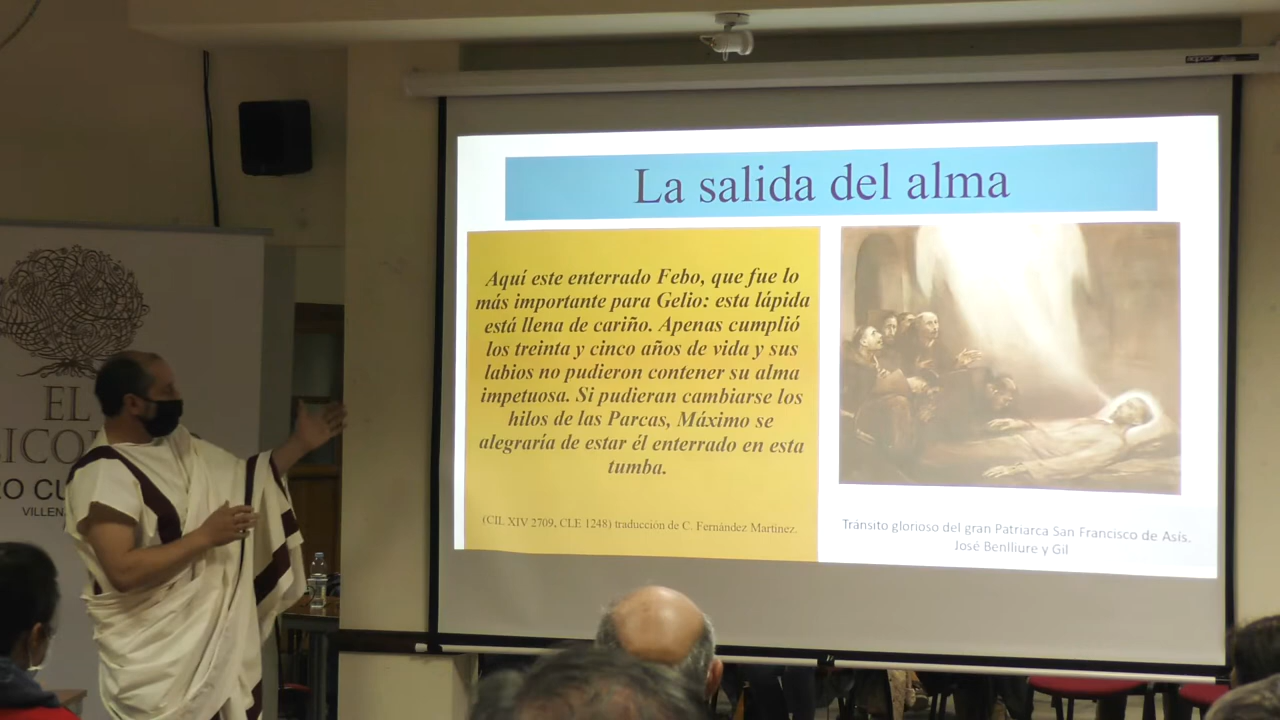 La salida del alma
Aquí este enterrado Febo, que fue lo
más importante para Gelio: esta lápida
está llena de cariño. Apenas cumplió
los treinta y cinco años de vida y sus
labios no pudieron contener su alma
impetuosa. Si pudieran cambiarse los
hilos de las Parcas, Máximo se
alegraría de estar él enterrado en esta
tumba.
(CIL XIV 2709, CLE 1248) traducción de C. Fernández Martínez.
Tránsito glorioso del gran Patriarca San Francisco de Asís.
José Benlliure y Gil
EL